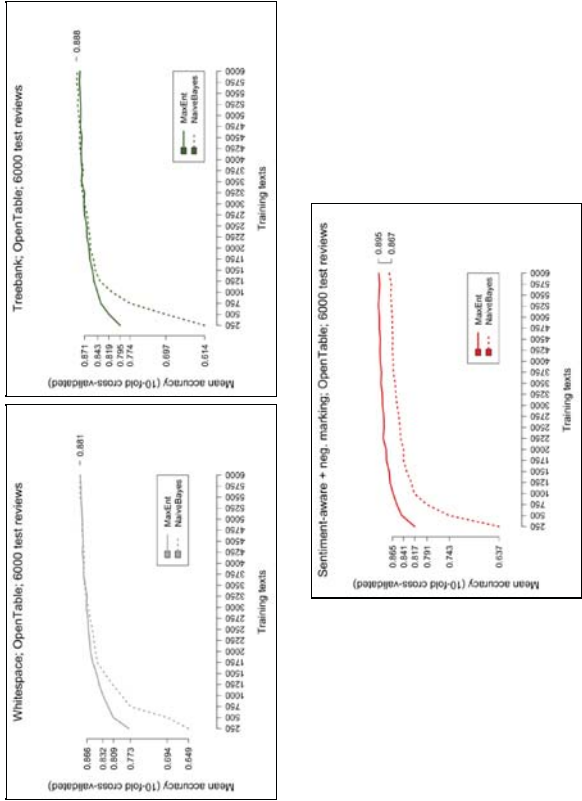 Whitespace; OpenTable; 6000 test reviews
Mean accuracy (10-fold cross-validated)
0.866
0.832
0.809
0.773
0.694
0.649
0.881
MaxEnt
NaiveBayes
250 500 750 1000 1250 1500 1750 2000 2250 2500 2750 3000 3250 3500 3750 4000 4250 4500 4750 5000 5250 5500 5750 6000
Training texts
Treebank; OpenTable; 6000 test reviews
Mean accuracy (10-fold cross-validated)
0.871
0.843
0.819
0.795
0.774
0.697
0.614
0.888
MaxEnt
NaiveBayes
250 500 750 1000 1250 1500 1750 2000 2250 2500 2750 3000 3250 3500 3750 4000 4250 4500 4750 5000 5250 5500 5750 6000
Training texts
Sentiment-aware + neg. marking; OpenTable; 6000 test reviews
Mean accuracy (10-fold cross-validated)
0.865
0.841
0.817
0.791
0.743
0.637
0.895
0.867
MaxEnt
NaiveBayes
250 500 750 1000 1250 1500 1750 2000 2250 2500 2750 3000 3250 3500 3750 4000 4250 4500 4750 5000 5250 5500 5750 6000
Training texts